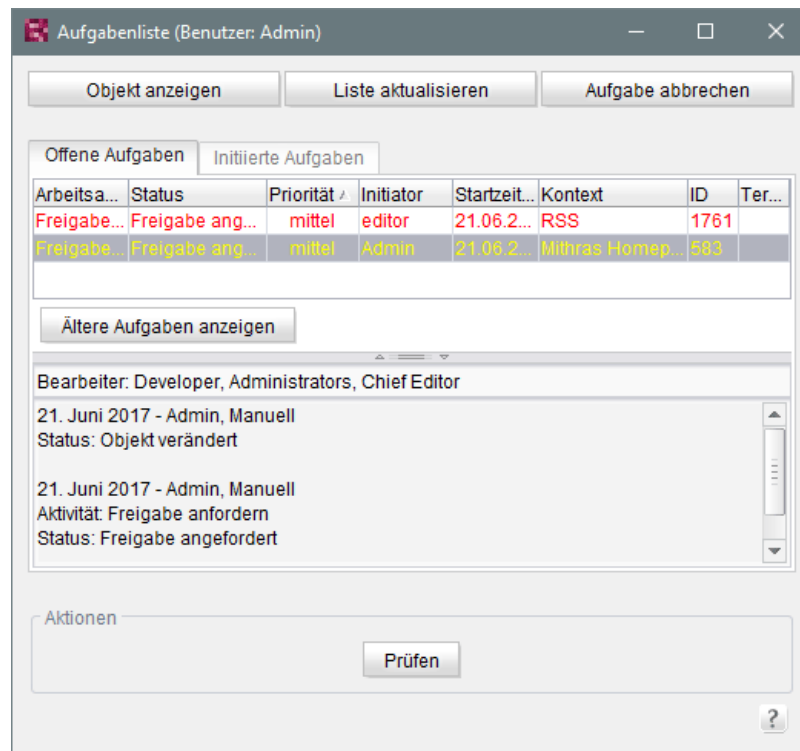 Aufgabenliste (Benutzer: Admin)
Objekt anzeigen Liste aktualisieren Aufgabe abbrechen
Offene Aufgaben Initiierte Aufgaben
Arbeitsa... Status Priorität Initiator Startzeit... Kontext ID Ter...
Freigabe... Freigabe ang... mittel editor 21.06.2... RSS 1761
Freigabe... Freigabe ang... mittel Admin 21.06.2... Mithras Homep... 583
Ältere Aufgaben anzeigen
Bearbeiter: Developer, Administrators, Chief Editor
21. Juni 2017 - Admin, Manuell
Status: Objekt verändert
21. Juni 2017 - Admin, Manuell
Aktivität: Freigabe anfordern
Status: Freigabe angefordert
Aktionen
Prüfen
?